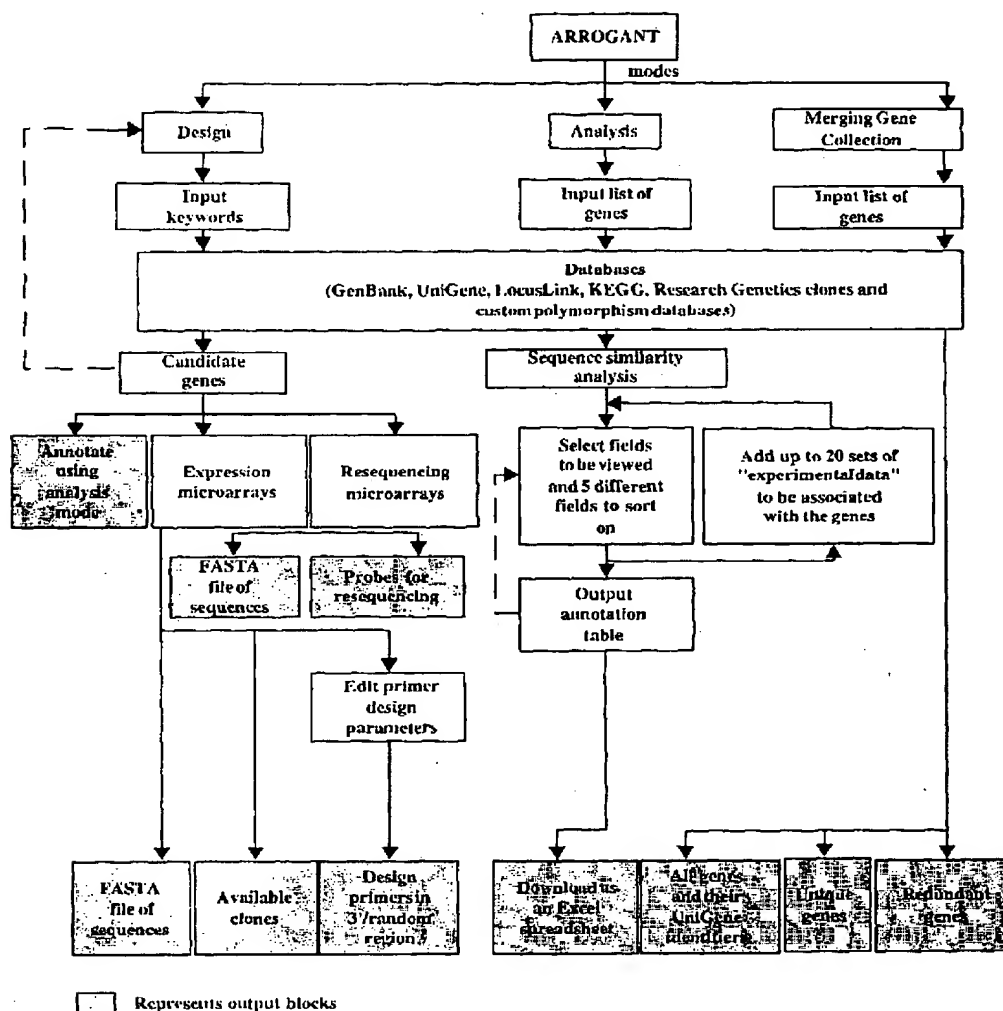 ARROGANT
modes
Design
Analysis
Merging Gene
Collection
Input
keywords
Input list of
genes
Input list of
genes
Databases
(GenBank, UniGene, LocusLink, KEGG, Research Genetics clones and
custom polymorphism databases)
Candidate
genes
Sequence similarity
analysis
Annotate
using
analysis
mode
Expression
microarrays
Resequencing
microarrays
Select fields
to be viewed
and 5 different
fields to sort
on
Add up to 20 sets of
"experimentaldata"
to be associated
with the genes
FASTA
file of
sequences
Probes for
resequencing
Output
annotation
table
Edit primer
design
parameters
FASTA
file of
sequences
Available
clones
Design
primers in
3'/random
region
Download as
an Excel
spreadsheet
All genes
and their
UniGene
identifiers
Unique
genes
Redundant
genes
Represents output blocks